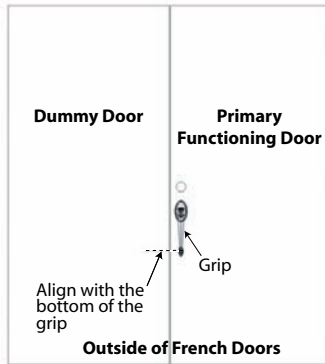 Dummy Door
Primary
Functioning Door
Grip
Align with the
bottom of the
grip
Outside of French Doors